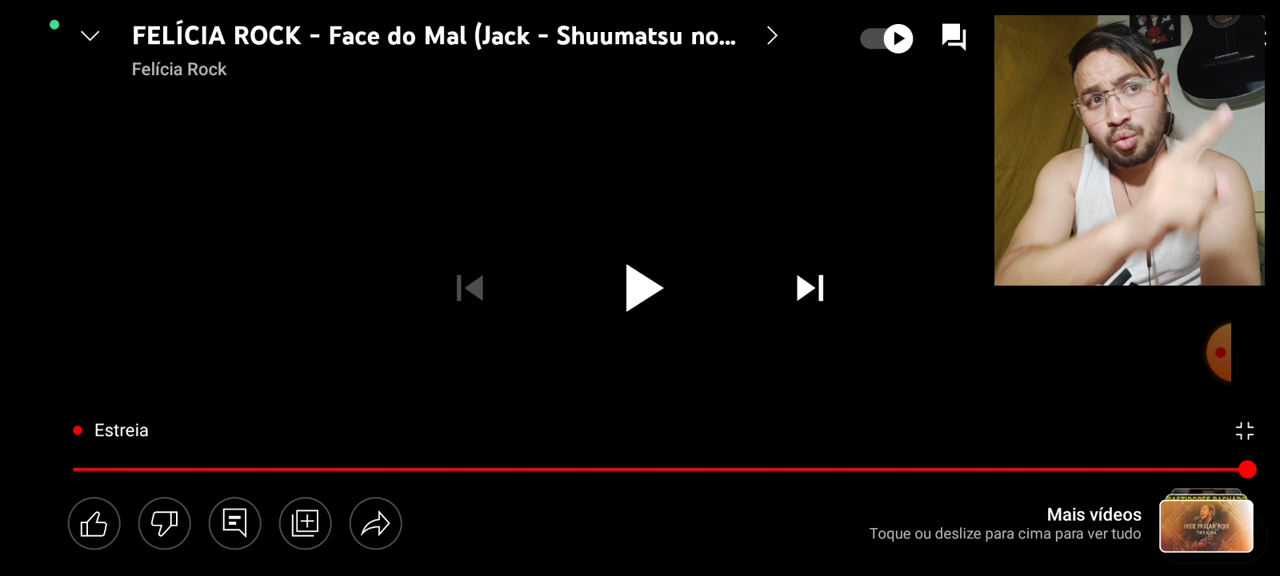 FELÍCIA ROCK - Face do Mal (Jack - Shuumatsu no...
Felícia Rock
Estreia
Mais vídeos
Toque ou deslize para cima para ver tudo